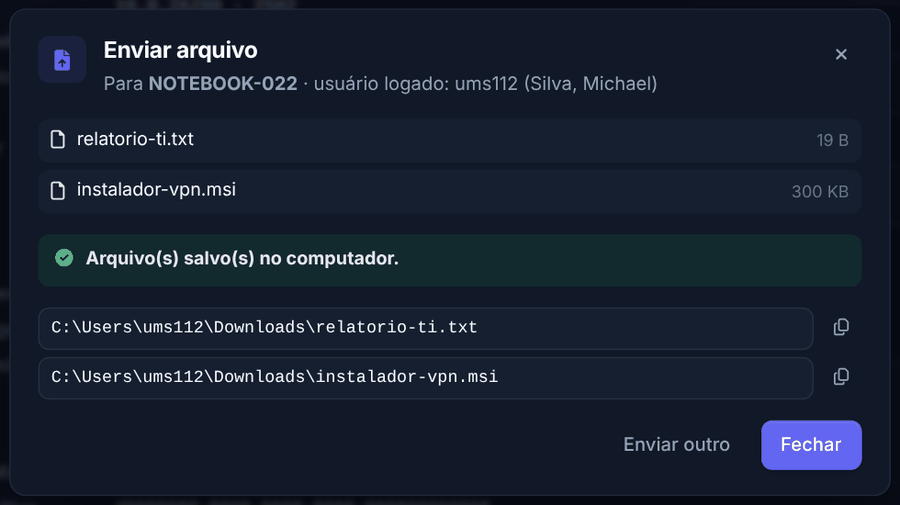 Enviar arquivo
Para NOTEBOOK-022 · usuário logado: ums112 (Silva, Michael)
relatorio-ti.txt 19 B
instalador-vpn.msi 300 KB
Arquivo(s) salvo(s) no computador.
C:\Users\ums112\Downloads\relatorio-ti.txt
C:\Users\ums112\Downloads\instalador-vpn.msi
Enviar outro Fechar